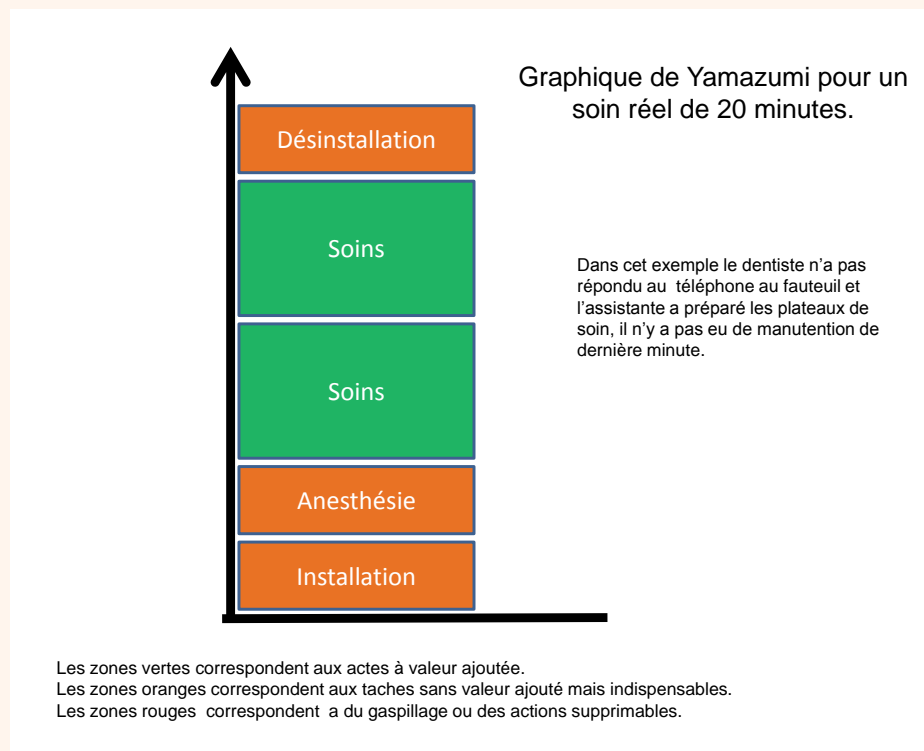 Graphique de Yamazumi pour un
soin réel de 20 minutes.
Désinstallation
Soins
Dans cet exemple le dentiste n’a pas
répondu au  téléphone au fauteuil et
l’assistante a préparé les plateaux de
soin, il n’y a pas eu de manutention de
dernière minute.
Soins
Anesthésie
Installation
Les zones vertes correspondent aux actes à valeur ajoutée.
Les zones oranges correspondent aux taches sans valeur ajouté mais indispensables.
Les zones rouges  correspondent  a du gaspillage ou des actions supprimables.